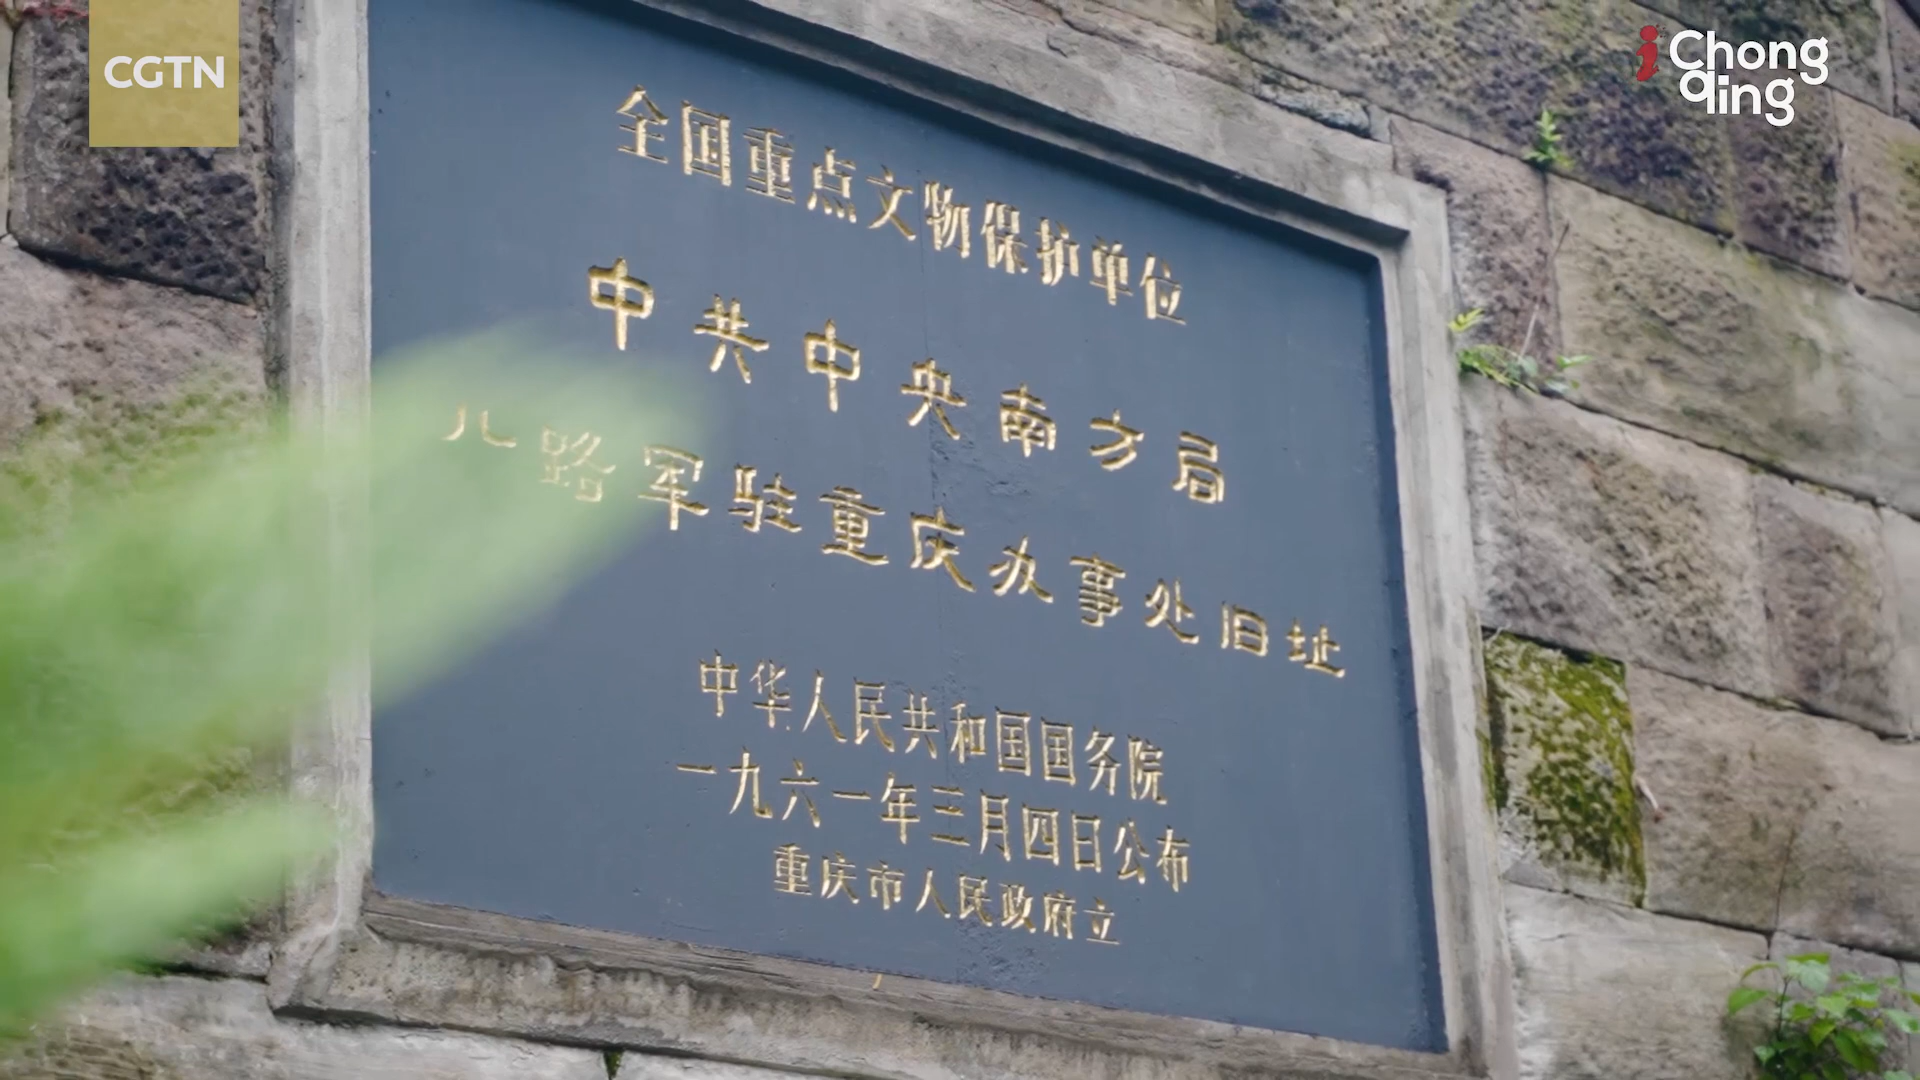 CGTN
iChongqing
全国重点文物保护单位
中共中央南方局
八路军驻重庆办事处旧址
中华人民共和国国务院
一九六一年三月四日公布
重庆市人民政府立